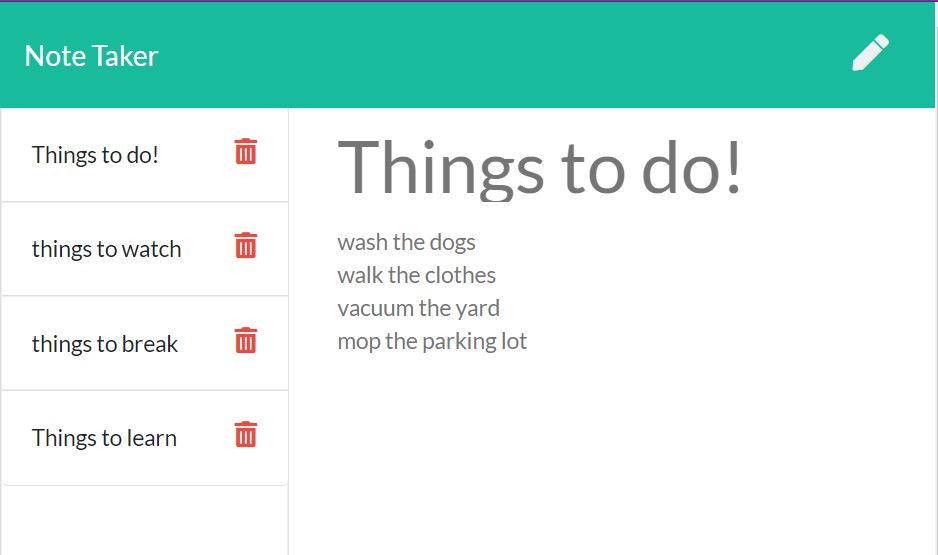 Note Taker
Things to do!
things to watch
things to break
Things to learn
Things to do!
wash the dogs
walk the clothes
vacuum the yard
mop the parking lot